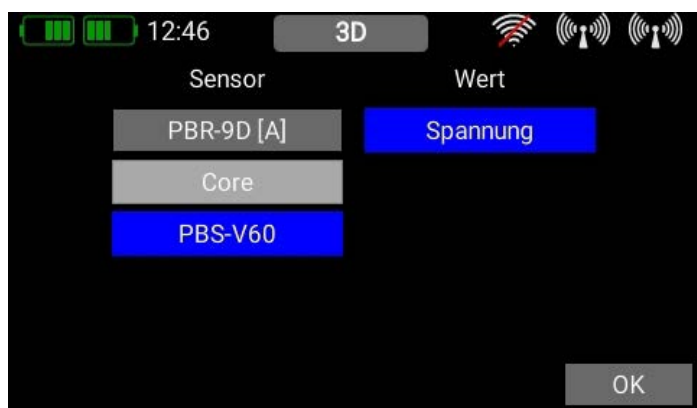 12:46 3D
Sensor Wert
PBR-9D [A] Spannung
Core
PBS-V60
OK